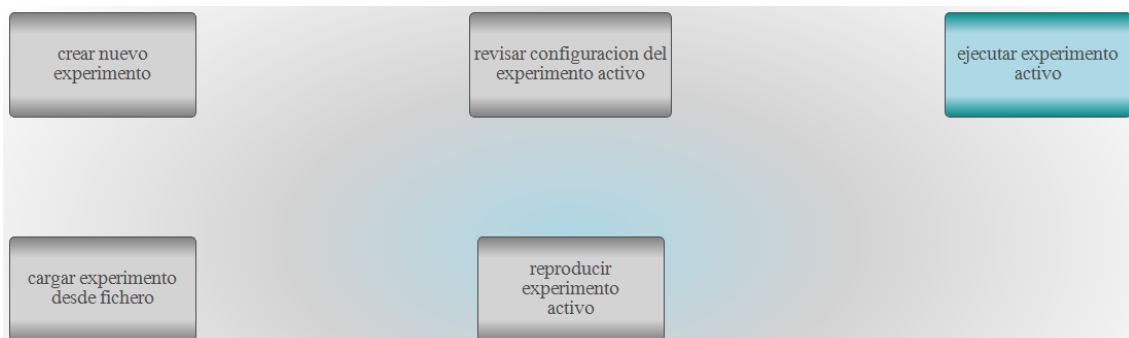 crear nuevo
experimento
revisar configuracion del
experimento activo
ejecutar experimento
activo
cargar experimento
desde fichero
reproducir
experimento
activo